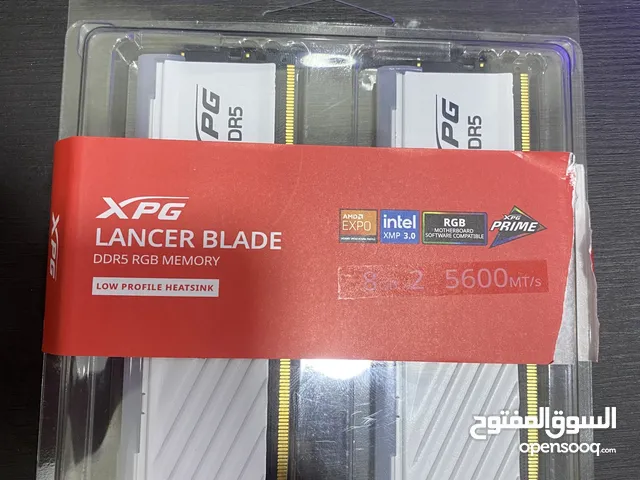 XPG
DDR5
XPG
DDR5
XPG
XPG
LANCER BLADE
DDR5 RGB MEMORY
LOW PROFILE HEATSINK
AMD
EXPO
intel
XMP 3.0
RGB
MOTHERBOARD
SOFTWARE COMPATIBLE
XPG
PRIME
5600MT/s
السوق المفتوح
opensooq.com